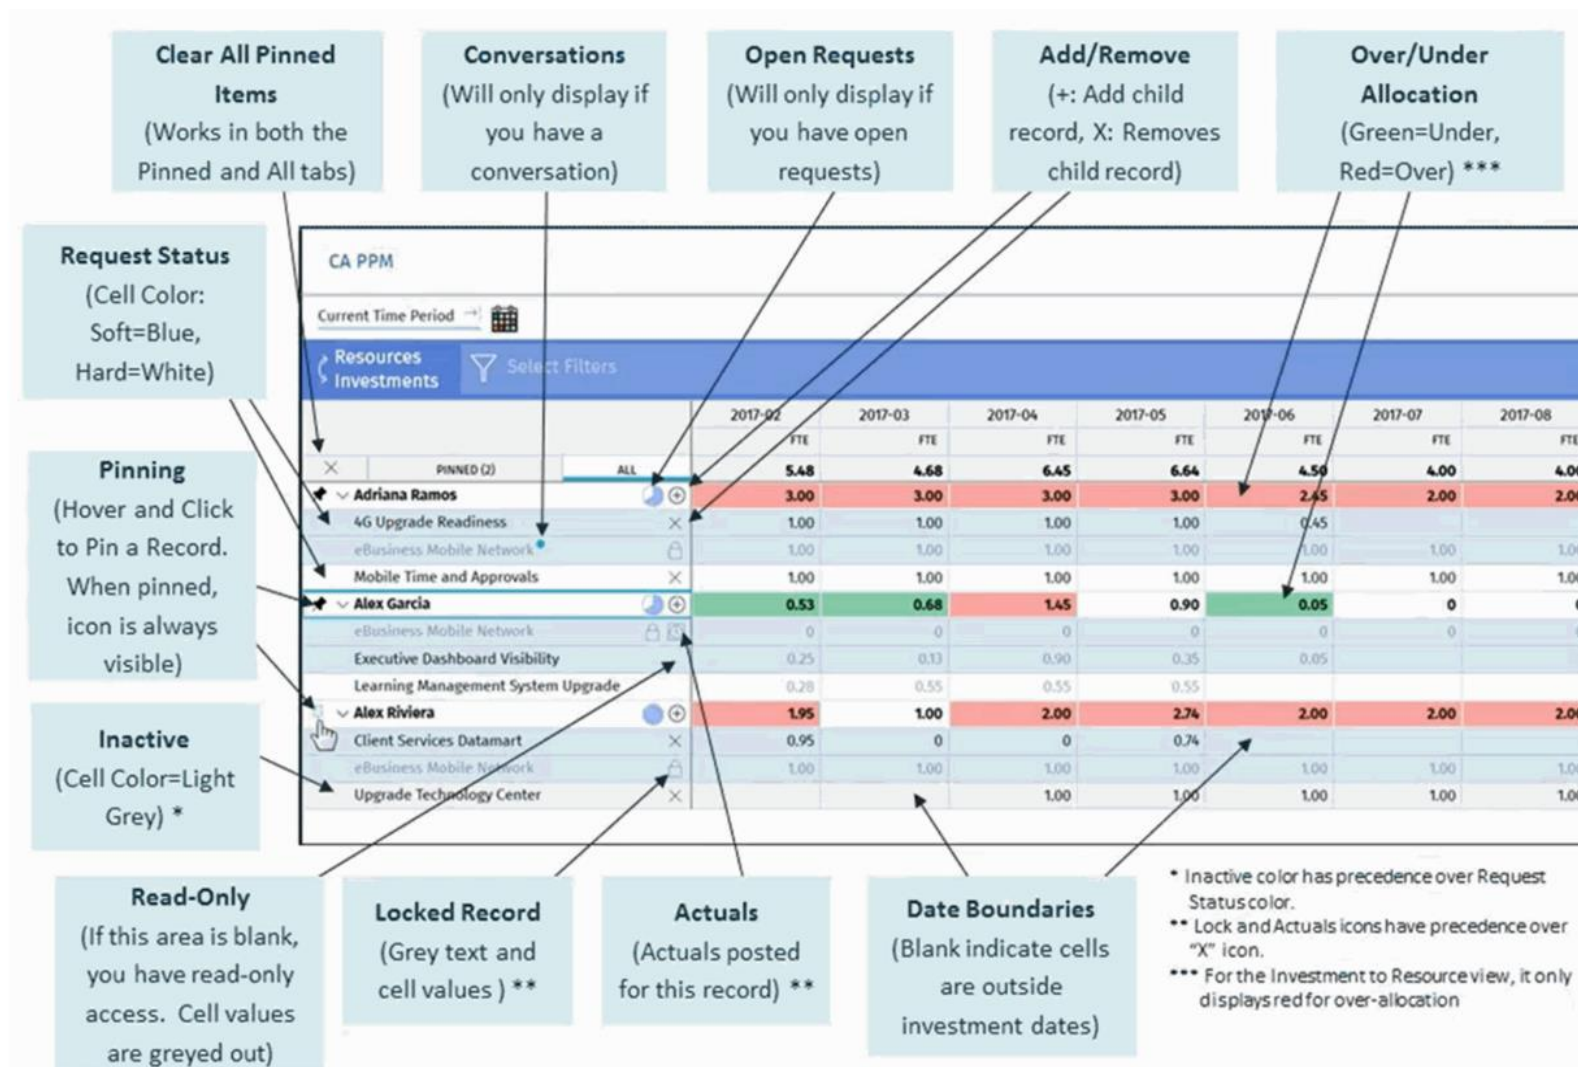 Clear All Pinned
Items
(Works in both the
Pinned and All tabs)
Conversations
(Will only display if
you have a
conversation)
Open Requests
(Will only display if
you have open
requests)
Add/Remove
(+: Add child
record, X: Removes
child record)
Over/Under
Allocation
(Green=Under,
Red=Over) ***
Request Status
(Cell Color:
Soft=Blue,
Hard=White)
Pinning
(Hover and Click
to Pin a Record.
When pinned,
icon is always
visible)
Inactive
(Cell Color=Light
Grey) *
CA PPM
Current Time Period
Resources
Investments
Select Filters
2017-02 2017-03 2017-04 2017-05 2017-06 2017-07 2017-08
FTE FTE FTE FTE FTE FTE FTE
PINNED (2) ALL 5.48 4.68 6.45 6.64 4.50 4.00 4.00
Adriana Ramos 3.00 3.00 3.00 3.00 2.45 2.00 2.00
4G Upgrade Readiness 1.00 1.00 1.00 1.00 0.45
eBusiness Mobile Network 1.00 1.00 1.00 1.00 1.00 1.00 1.00
Mobile Time and Approvals 1.00 1.00 1.00 1.00 1.00 1.00 1.00
Alex Garcia 0.53 0.68 1.45 0.90 0.05 0
eBusiness Mobile Network 0 0 0 0 0 0
Executive Dashboard Visibility 0.25 0.13 0.90 0.35 0.05
Learning Management System Upgrade 0.28 0.55 0.55 0.55
Alex Riviera 1.95 1.00 2.00 2.74 2.00 2.00 2.00
Client Services Datamart 0.95 0 0 0.74
eBusiness Mobile Network 1.00 1.00 1.00 1.00 1.00 1.00 1.00
Upgrade Technology Center 1.00 1.00 1.00 1.00 1.00
Read-Only
(If this area is blank,
you have read-only
access. Cell values
are greyed out)
Locked Record
(Grey text and
cell values ) **
Actuals
(Actuals posted
for this record) **
Date Boundaries
(Blank indicate cells
are outside
investment dates)
* Inactive color has precedence over Request
Status color.
** Lock and Actuals icons have precedence over
"X" icon.
*** For the Investment to Resource view, it only
displays red for over-allocation